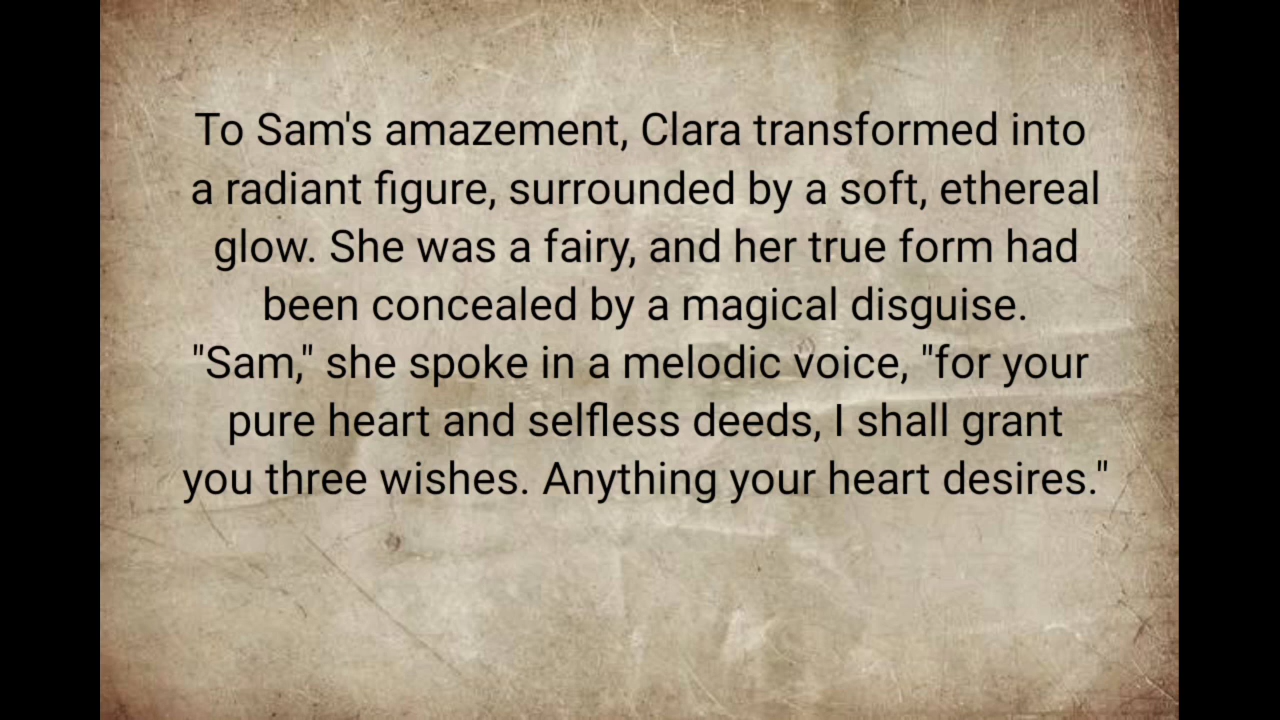 To Sam's amazement, Clara transformed into
a radiant figure, surrounded by a soft, ethereal
glow. She was a fairy, and her true form had
been concealed by a magical disguise.
"Sam," she spoke in a melodic voice, "for your
pure heart and selfless deeds, I shall grant
you three wishes. Anything your heart desires."